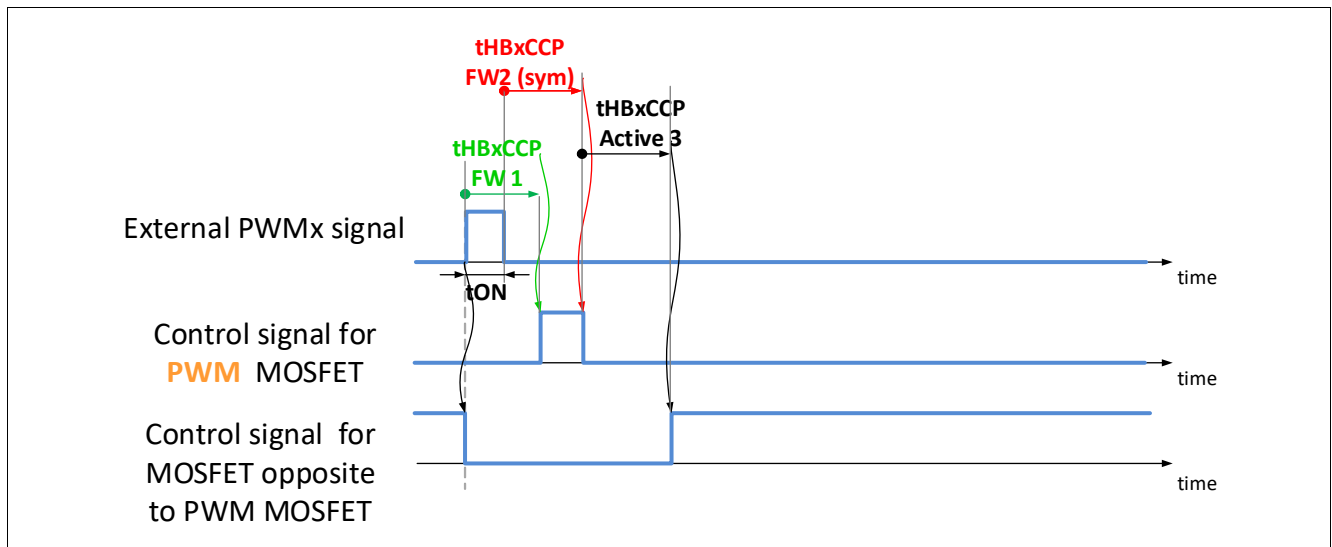 tHBxCCP
FW2 (sym)
tHBxCCP
Active 3
tHBxCCP
FW 1
External PWMx signal
time
tON
Control signal for
PWM MOSFET
time
Control signal for
MOSFET opposite
to PWM MOSFET
time